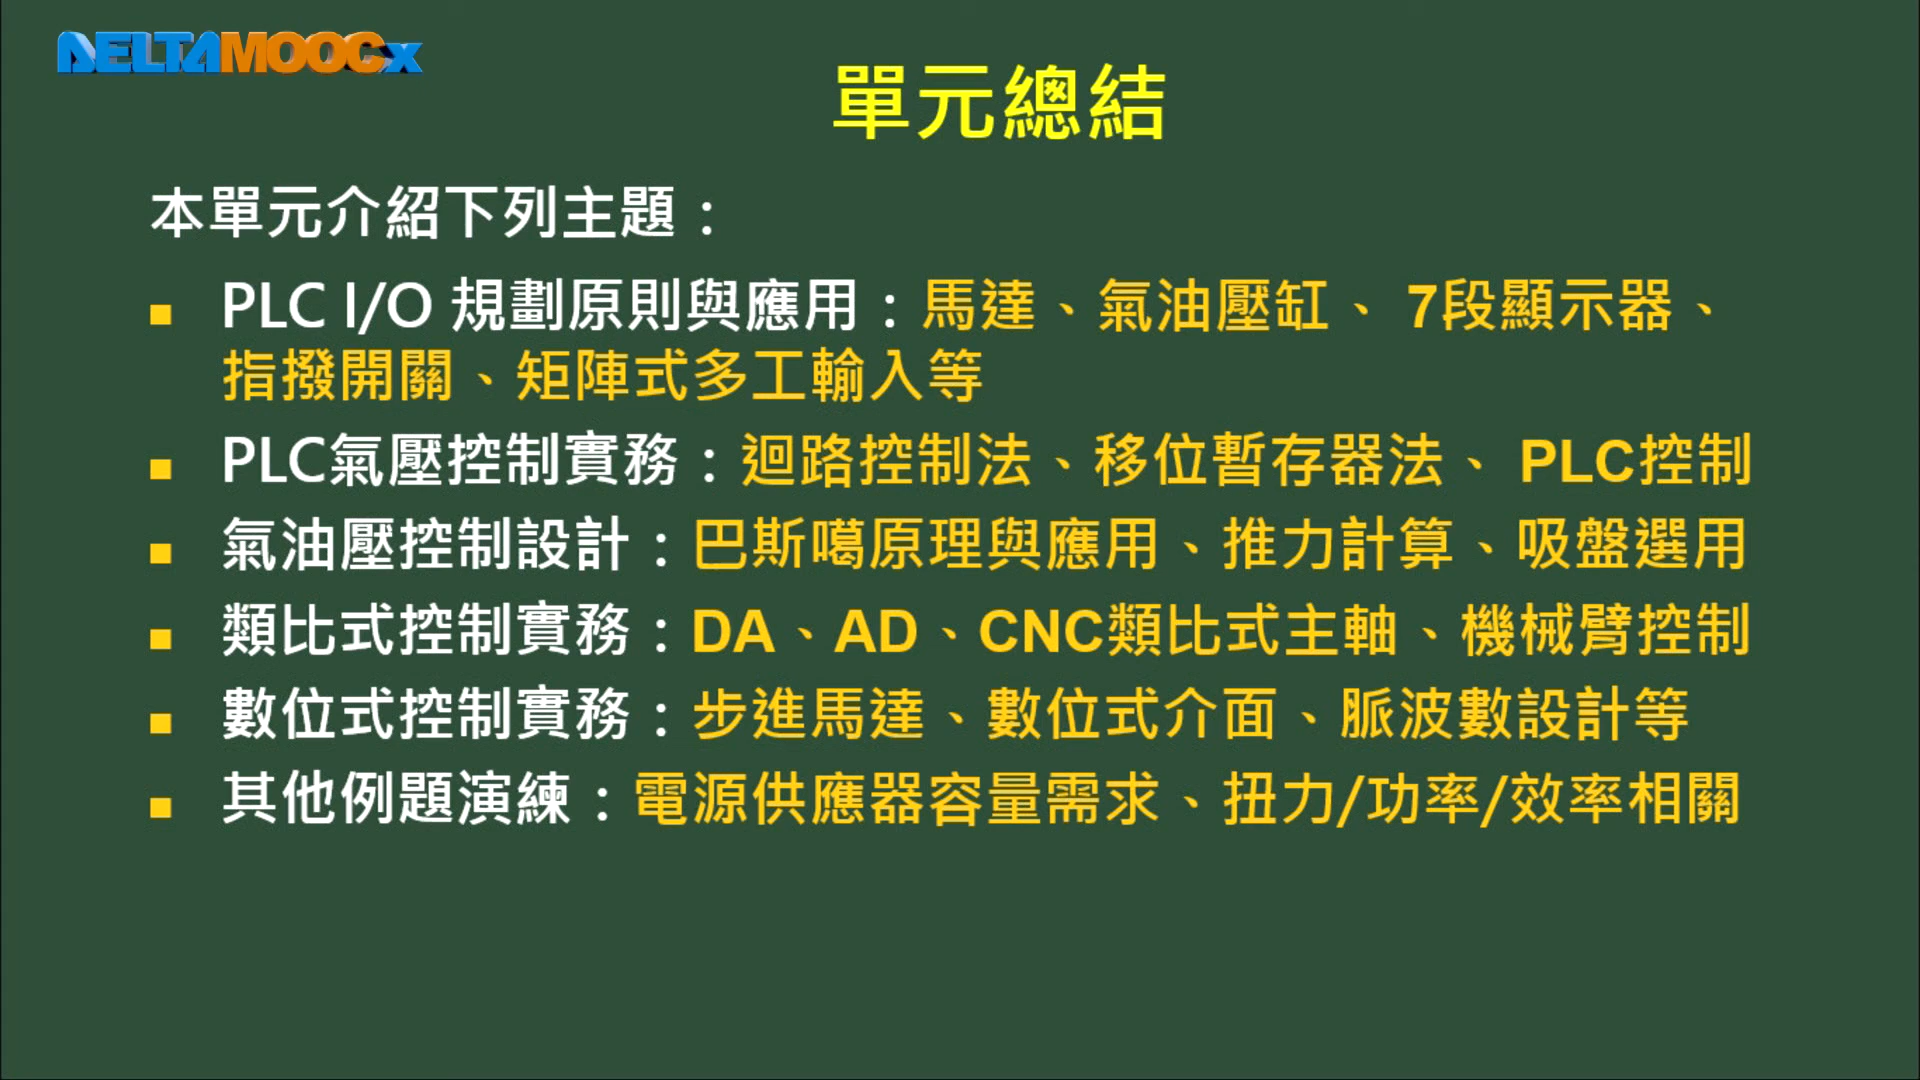 DELTAMOOCx
單元總結
本單元介紹下列主題：
▪ PLC I/O 規劃原則與應用：馬達、氣油壓缸、 7段顯示器、
指撥開關、矩陣式多工輸入等
▪ PLC氣壓控制實務：迴路控制法、移位暫存器法、 PLC控制
▪ 氣油壓控制設計：巴斯噶原理與應用、推力計算、吸盤選用
▪ 類比式控制實務：DA、AD、CNC類比式主軸、機械臂控制
▪ 數位式控制實務：步進馬達、數位式介面、脈波數設計等
▪ 其他例題演練：電源供應器容量需求、扭力/功率/效率相關